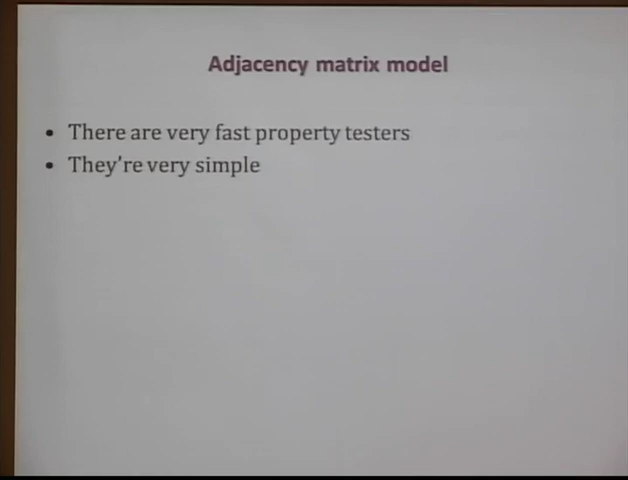 Adjacency matrix model
• There are very fast property testers
• They're very simple